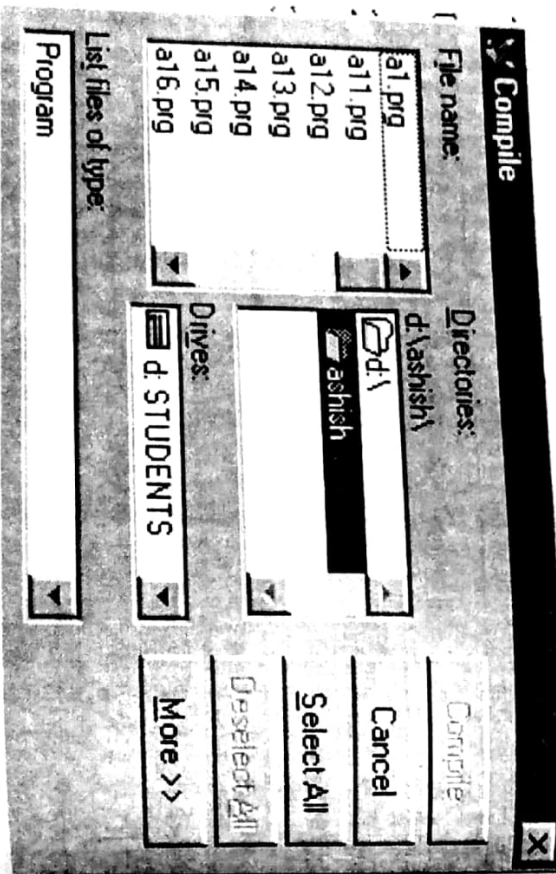 Compile
File name:
a1.prg
a11.prg
a12.prg
a13.prg
a14.prg
a15.prg
a16.prg
List files of type:
Program
Directories:
d:\ashish\
d:\
ashish
Drives:
d: STUDENTS
Compile
Cancel
Select All
Deselect All
More >>